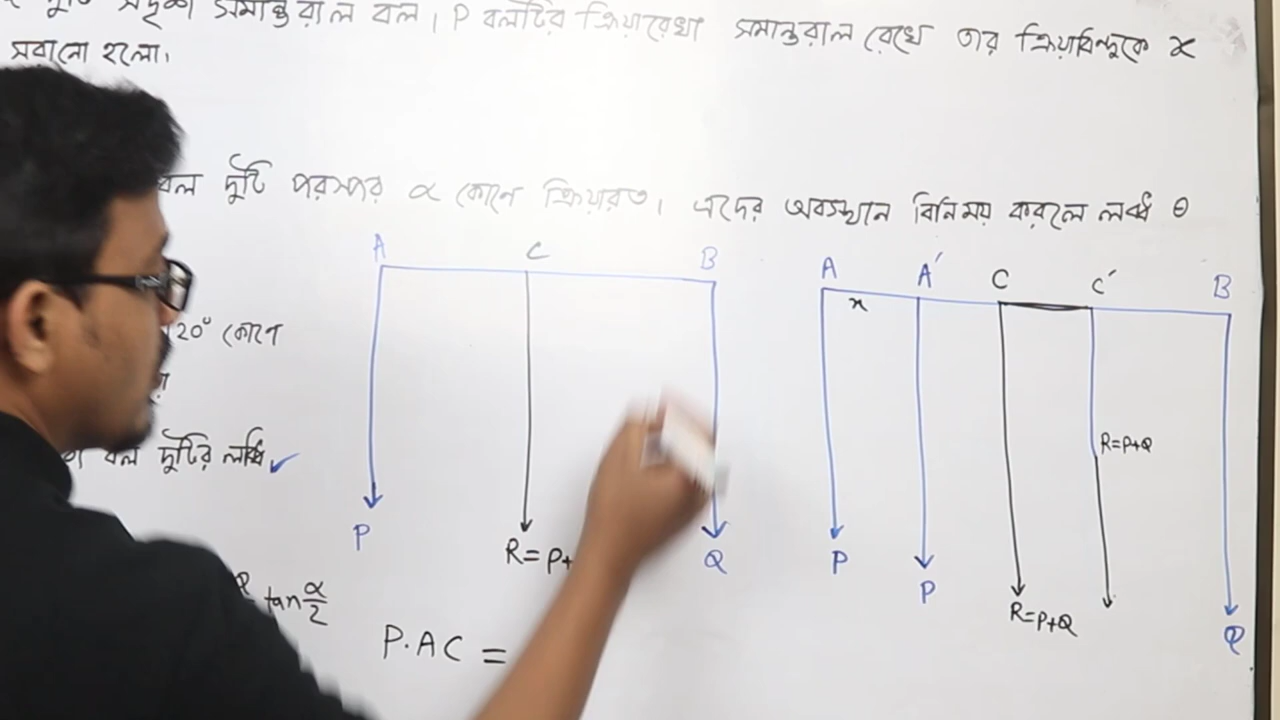 দুটি সদৃশ সমান্তরাল বল। P বলটির ক্রিয়ারেখা সমান্তরাল রেখে তার ক্রিয়াবিন্দুকে x
সরানো হলো।
বল দুটি পরস্পর α কোণে ক্রিয়ারত। এদের অবস্থান বিনিময় করলে লব্ধি θ
A C B
A A′ C C′ B
x
20° কোণে
R=P+Q
বল দুটির লব্ধি ✓
P
R=P+
Q
P
P
R=P+Q
Q
tan α/2
P.AC =